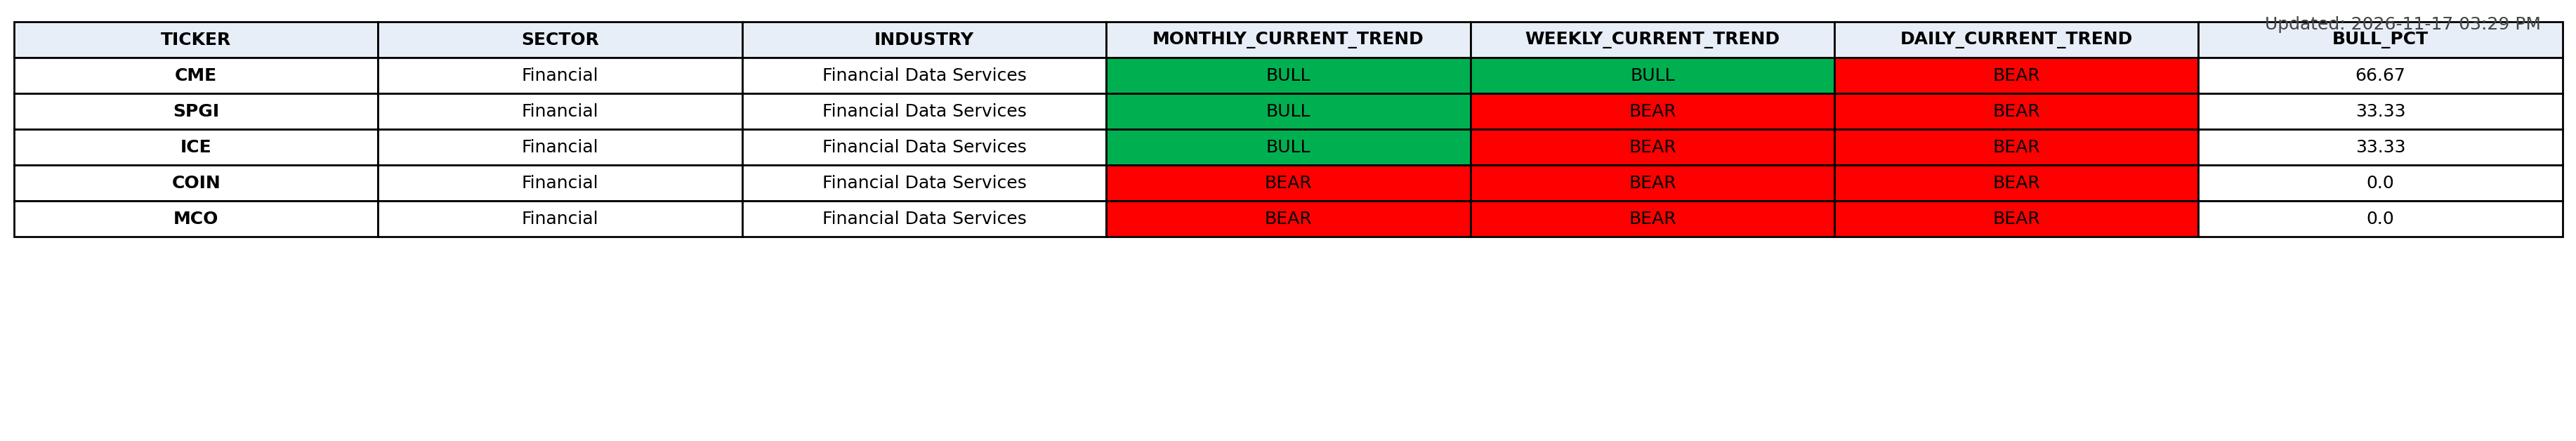 Updated: 2026-11-17 03:29 PM
TICKER SECTOR INDUSTRY MONTHLY_CURRENT_TREND WEEKLY_CURRENT_TREND DAILY_CURRENT_TREND BULL_PCT
CME Financial Financial Data Services BULL BULL BEAR 66.67
SPGI Financial Financial Data Services BULL BEAR BEAR 33.33
ICE Financial Financial Data Services BULL BEAR BEAR 33.33
COIN Financial Financial Data Services BEAR BEAR BEAR 0.0
MCO Financial Financial Data Services BEAR BEAR BEAR 0.0